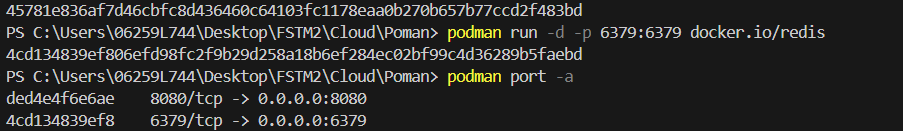 45781e836af7d46cbfc8d436460c64103fc1178eaa0b270b657b77ccd2f483bd
PS C:\Users\06259L744\Desktop\FSTM2\Cloud\Poman> podman run -d -p 6379:6379 docker.io/redis
4cd134839ef806efd98fc2f9b29d258a18b6ef284ec02bf99c4d36289b5faebd
PS C:\Users\06259L744\Desktop\FSTM2\Cloud\Poman> podman port -a
ded4e4f6e6ae    8080/tcp -> 0.0.0.0:8080
4cd134839ef8    6379/tcp -> 0.0.0.0:6379